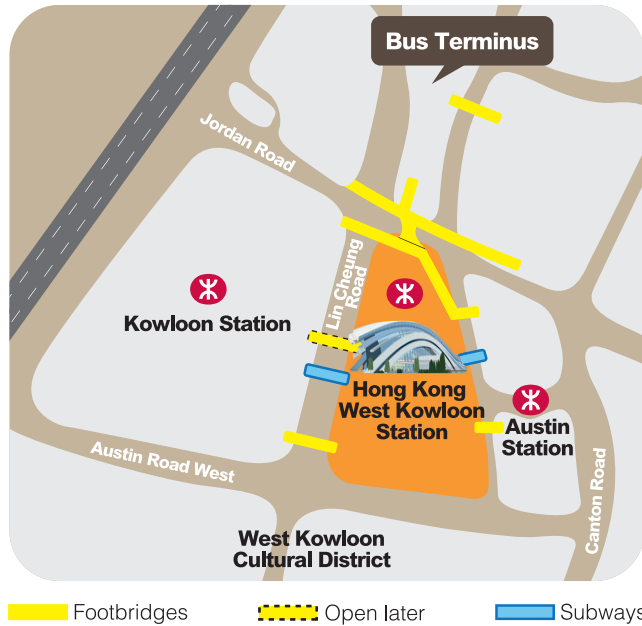 Bus Terminus
Jordan Road
Lin Cheung
Road
Kowloon Station
Hong Kong
West Kowloon
Station
Austin
Station
Austin Road West
Canton Road
West Kowloon
Cultural District
Footbridges
Open later
Subways